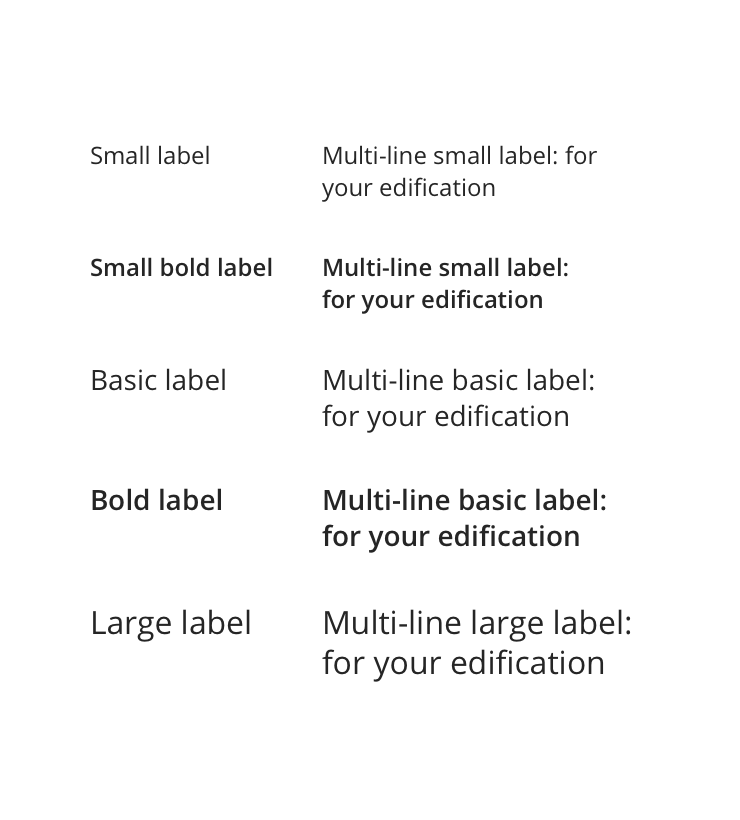 Small label
Multi-line small label: for
your edification
Small bold label
Multi-line small label:
for your edification
Basic label
Multi-line basic label:
for your edification
Bold label
Multi-line basic label:
for your edification
Large label
Multi-line large label:
for your edification